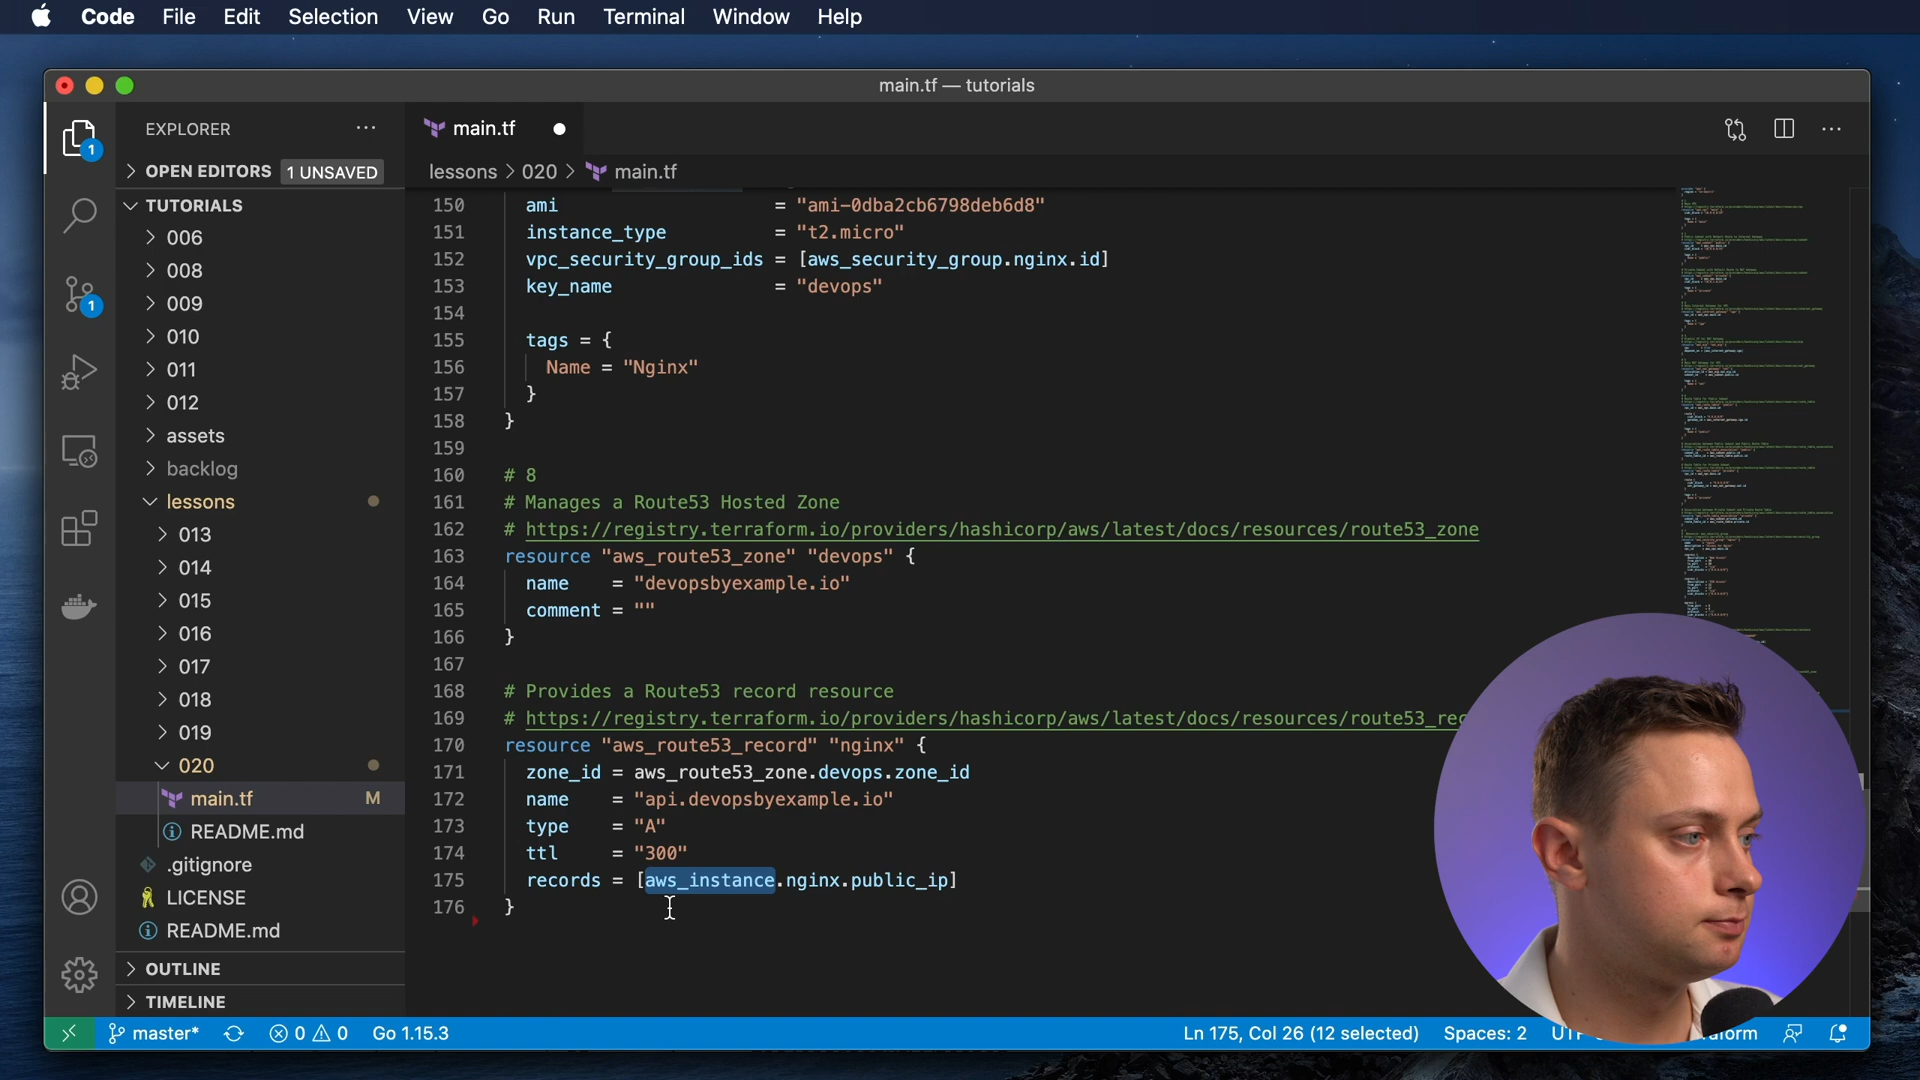 Code File Edit Selection View Go Run Terminal Window Help
main.tf — tutorials
EXPLORER
OPEN EDITORS 1 UNSAVED
TUTORIALS
006
008
009
010
011
012
assets
backlog
lessons
013
014
015
016
017
018
019
020
main.tf M
README.md
.gitignore
LICENSE
README.md
OUTLINE
TIMELINE
1
1
main.tf
lessons > 020 > main.tf
150 ami = "ami-0dba2cb6798deb6d8"
151 instance_type = "t2.micro"
152 vpc_security_group_ids = [aws_security_group.nginx.id]
153 key_name = "devops"
154
155 tags = {
156 Name = "Nginx"
157 }
158 }
159
160 # 8
161 # Manages a Route53 Hosted Zone
162 # https://registry.terraform.io/providers/hashicorp/aws/latest/docs/resources/route53_zone
163 resource "aws_route53_zone" "devops" {
164 name = "devopsbyexample.io"
165 comment = ""
166 }
167
168 # Provides a Route53 record resource
169 # https://registry.terraform.io/providers/hashicorp/aws/latest/docs/resources/route53_rec
170 resource "aws_route53_record" "nginx" {
171 zone_id = aws_route53_zone.devops.zone_id
172 name = "api.devopsbyexample.io"
173 type = "A"
174 ttl = "300"
175 records = [aws_instance.nginx.public_ip]
176 }
master* 0 0 Go 1.15.3 Ln 175, Col 26 (12 selected) Spaces: 2